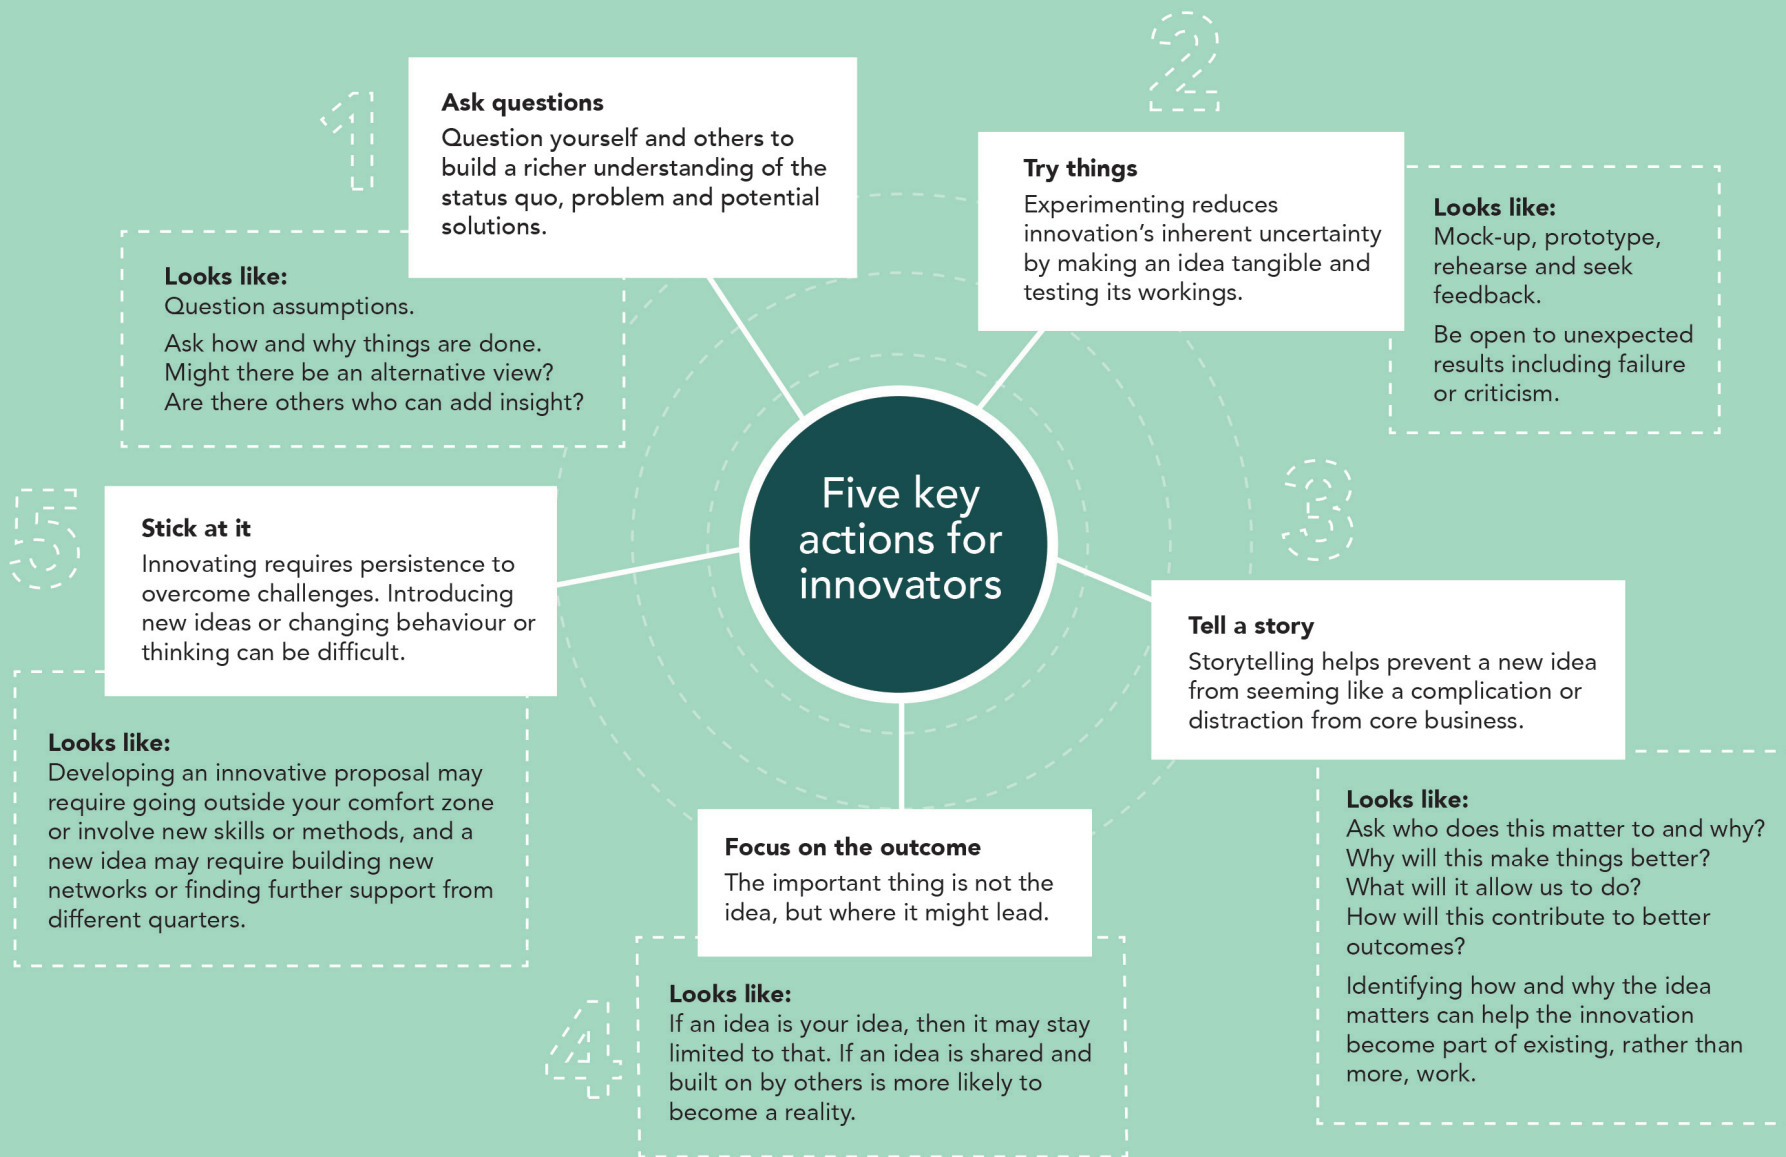 Five key
actions for
innovators
1
Ask questions
Question yourself and others to
build a richer understanding of the
status quo, problem and potential
solutions.
Looks like:
Question assumptions.
Ask how and why things are done.
Might there be an alternative view?
Are there others who can add insight?
2
Try things
Experimenting reduces
innovation’s inherent uncertainty
by making an idea tangible and
testing its workings.
Looks like:
Mock-up, prototype,
rehearse and seek
feedback.
Be open to unexpected
results including failure
or criticism.
3
Tell a story
Storytelling helps prevent a new idea
from seeming like a complication or
distraction from core business.
Looks like:
Ask who does this matter to and why?
Why will this make things better?
What will it allow us to do?
How will this contribute to better
outcomes?
Identifying how and why the idea
matters can help the innovation
become part of existing, rather than
more, work.
4
Focus on the outcome
The important thing is not the
idea, but where it might lead.
Looks like:
If an idea is your idea, then it may stay
limited to that. If an idea is shared and
built on by others is more likely to
become a reality.
5
Stick at it
Innovating requires persistence to
overcome challenges. Introducing
new ideas or changing behaviour or
thinking can be difficult.
Looks like:
Developing an innovative proposal may
require going outside your comfort zone
or involve new skills or methods, and a
new idea may require building new
networks or finding further support from
different quarters.